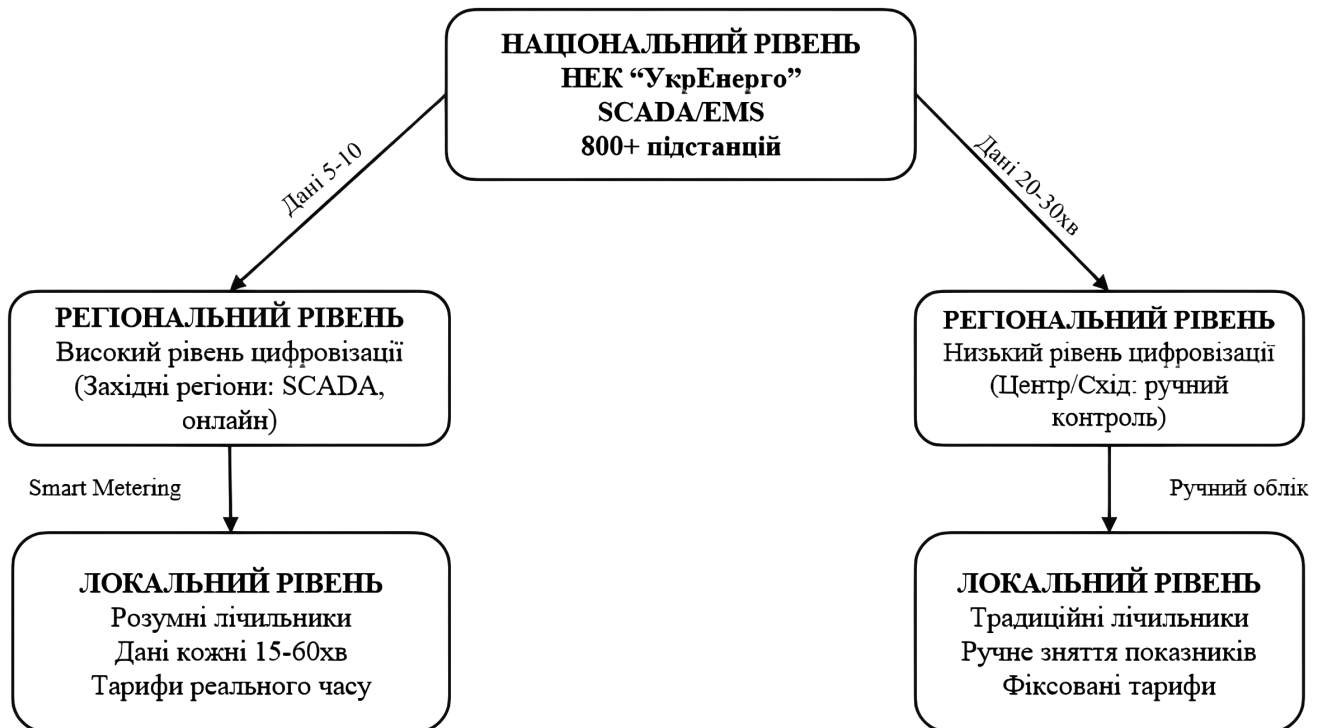 НАЦІОНАЛЬНИЙ РІВЕНЬ
НЕК “УкрЕнерго”
SCADA/EMS
800+ підстанцій
Дані 5-10
Дані 20-30хв
РЕГІОНАЛЬНИЙ РІВЕНЬ
Високий рівень цифровізації
(Західні регіони: SCADA,
онлайн)
РЕГІОНАЛЬНИЙ РІВЕНЬ
Низький рівень цифровізації
(Центр/Схід: ручний
контроль)
Smart Metering
Ручний облік
ЛОКАЛЬНИЙ РІВЕНЬ
Розумні лічильники
Дані кожні 15-60хв
Тарифи реального часу
ЛОКАЛЬНИЙ РІВЕНЬ
Традиційні лічильники
Ручне зняття показників
Фіксовані тарифи